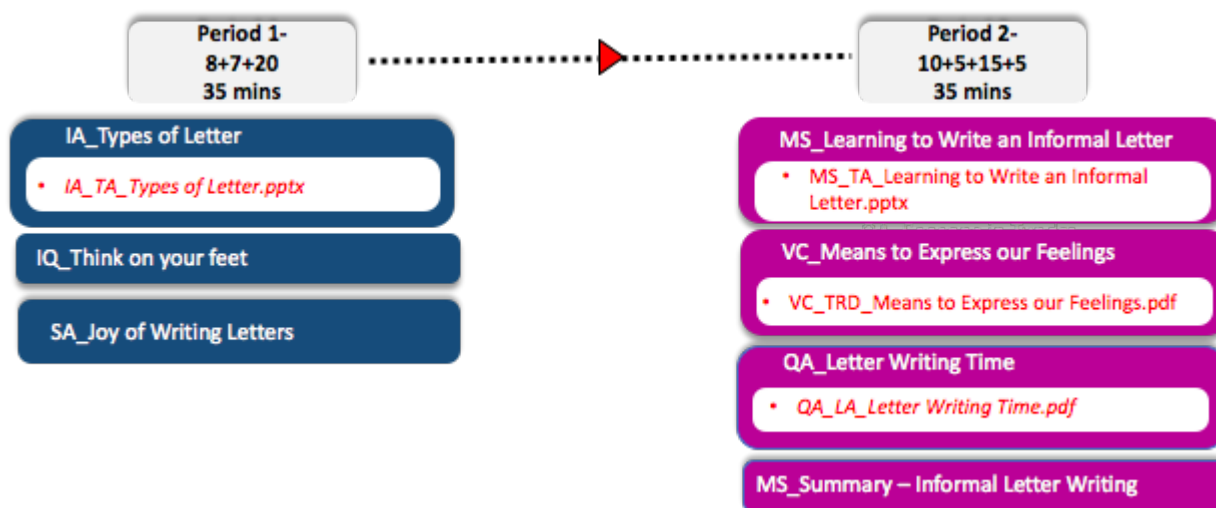 Period 1-
8+7+20
35 mins
IA_Types of Letter
• IA_TA_Types of Letter.pptx
IQ_Think on your feet
SA_Joy of Writing Letters
Period 2-
10+5+15+5
35 mins
MS_Learning to Write an Informal Letter
• MS_TA_Learning to Write an Informal
Letter.pptx
VC_Means to Express our Feelings
• VC_TRD_Means to Express our Feelings.pdf
QA_Letter Writing Time
• QA_LA_Letter Writing Time.pdf
MS_Summary – Informal Letter Writing